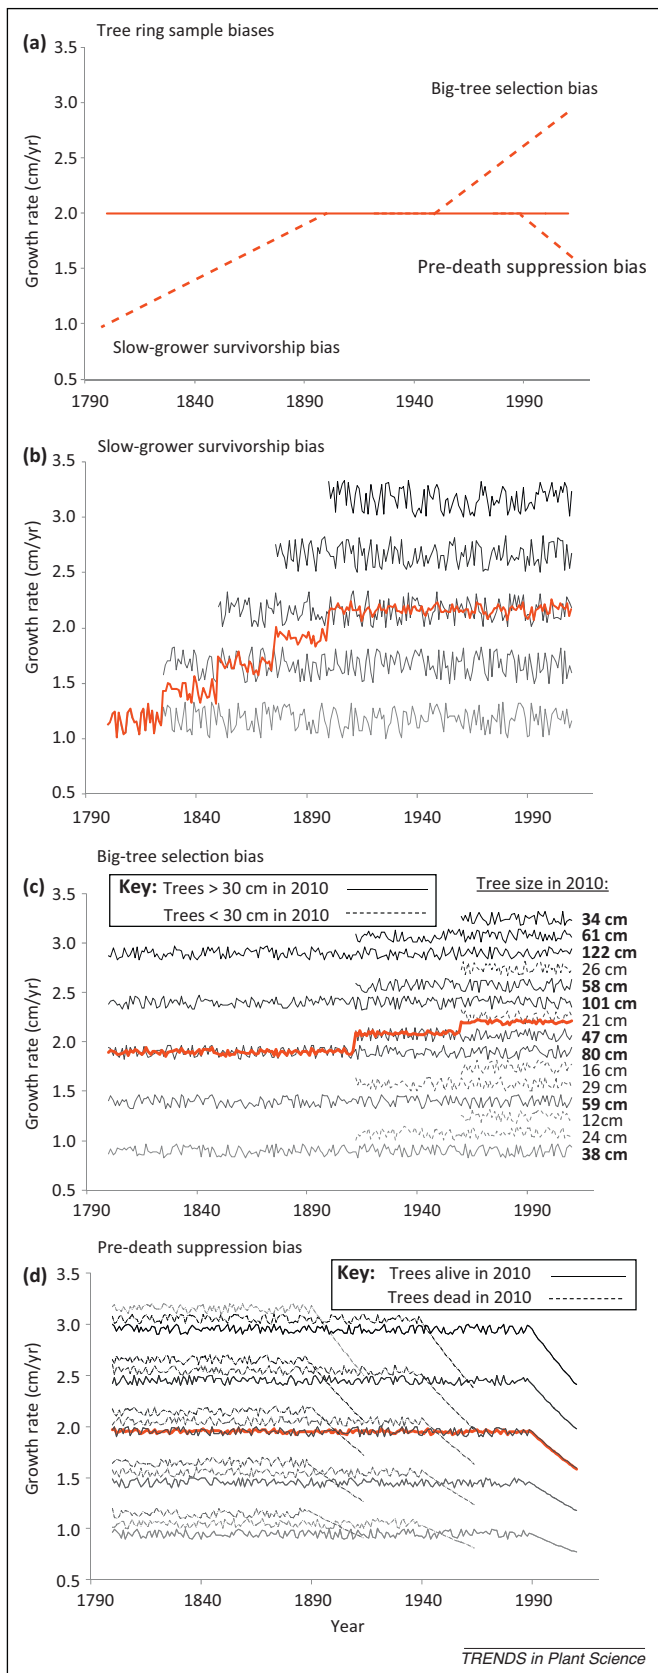 (a) Tree ring sample biases
3.5
3.0
2.5
2.0
1.5
1.0
0.5
Growth rate (cm/yr)
Big-tree selection bias
Pre-death suppression bias
Slow-grower survivorship bias
1790 1840 1890 1940 1990
(b) Slow-grower survivorship bias
3.5
3.0
2.5
2.0
1.5
1.0
0.5
Growth rate (cm/yr)
1790 1840 1890 1940 1990
(c) Big-tree selection bias
Key: Trees > 30 cm in 2010
Trees < 30 cm in 2010
Tree size in 2010:
3.5
3.0
2.5
2.0
1.5
1.0
0.5
Growth rate (cm/yr)
34 cm
61 cm
122 cm
26 cm
58 cm
101 cm
21 cm
47 cm
80 cm
16 cm
29 cm
59 cm
12cm
24 cm
38 cm
1790 1840 1890 1940 1990
(d) Pre-death suppression bias
Key: Trees alive in 2010
Trees dead in 2010
3.5
3.0
2.5
2.0
1.5
1.0
0.5
Growth rate (cm/yr)
1790 1840 1890 1940 1990
Year
TRENDS in Plant Science